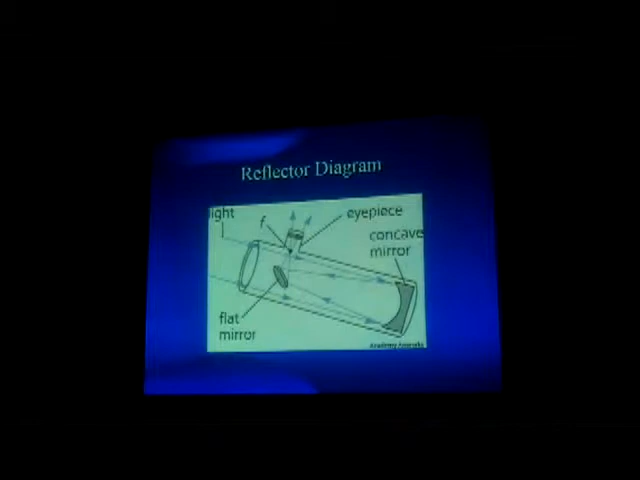 Reflector Diagram
light
f
eyepiece
concave
mirror
flat
mirror